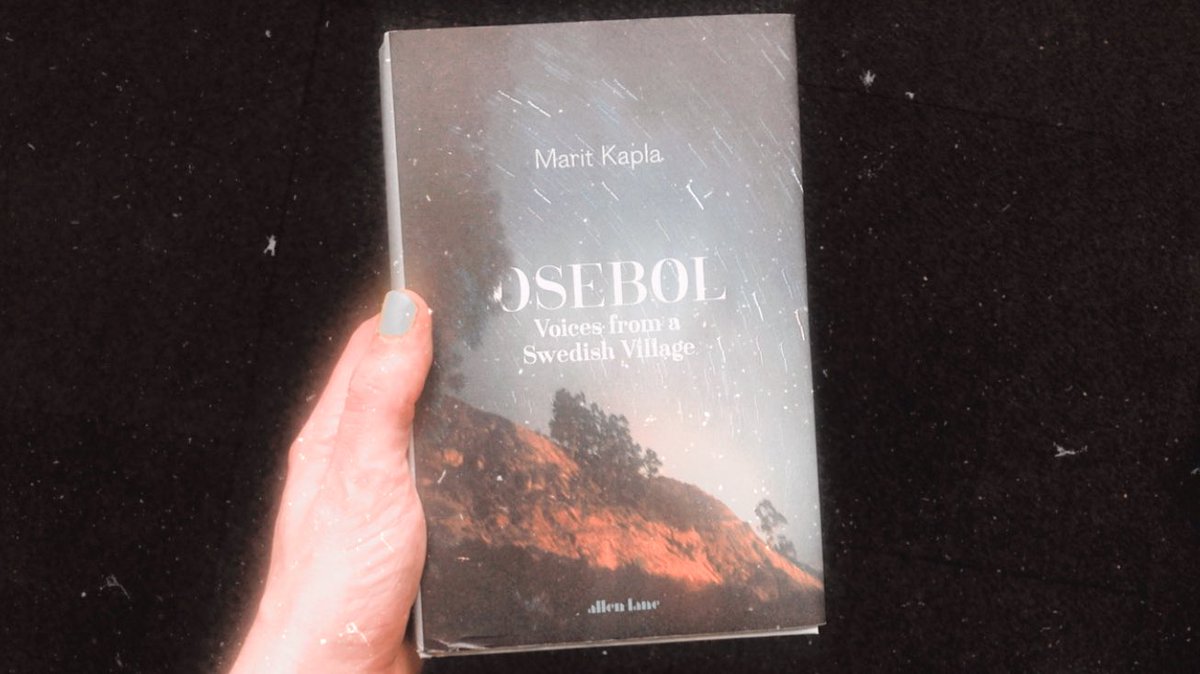 Marit Kapla
OSEBOL
Voices from a
Swedish Village
allen lane